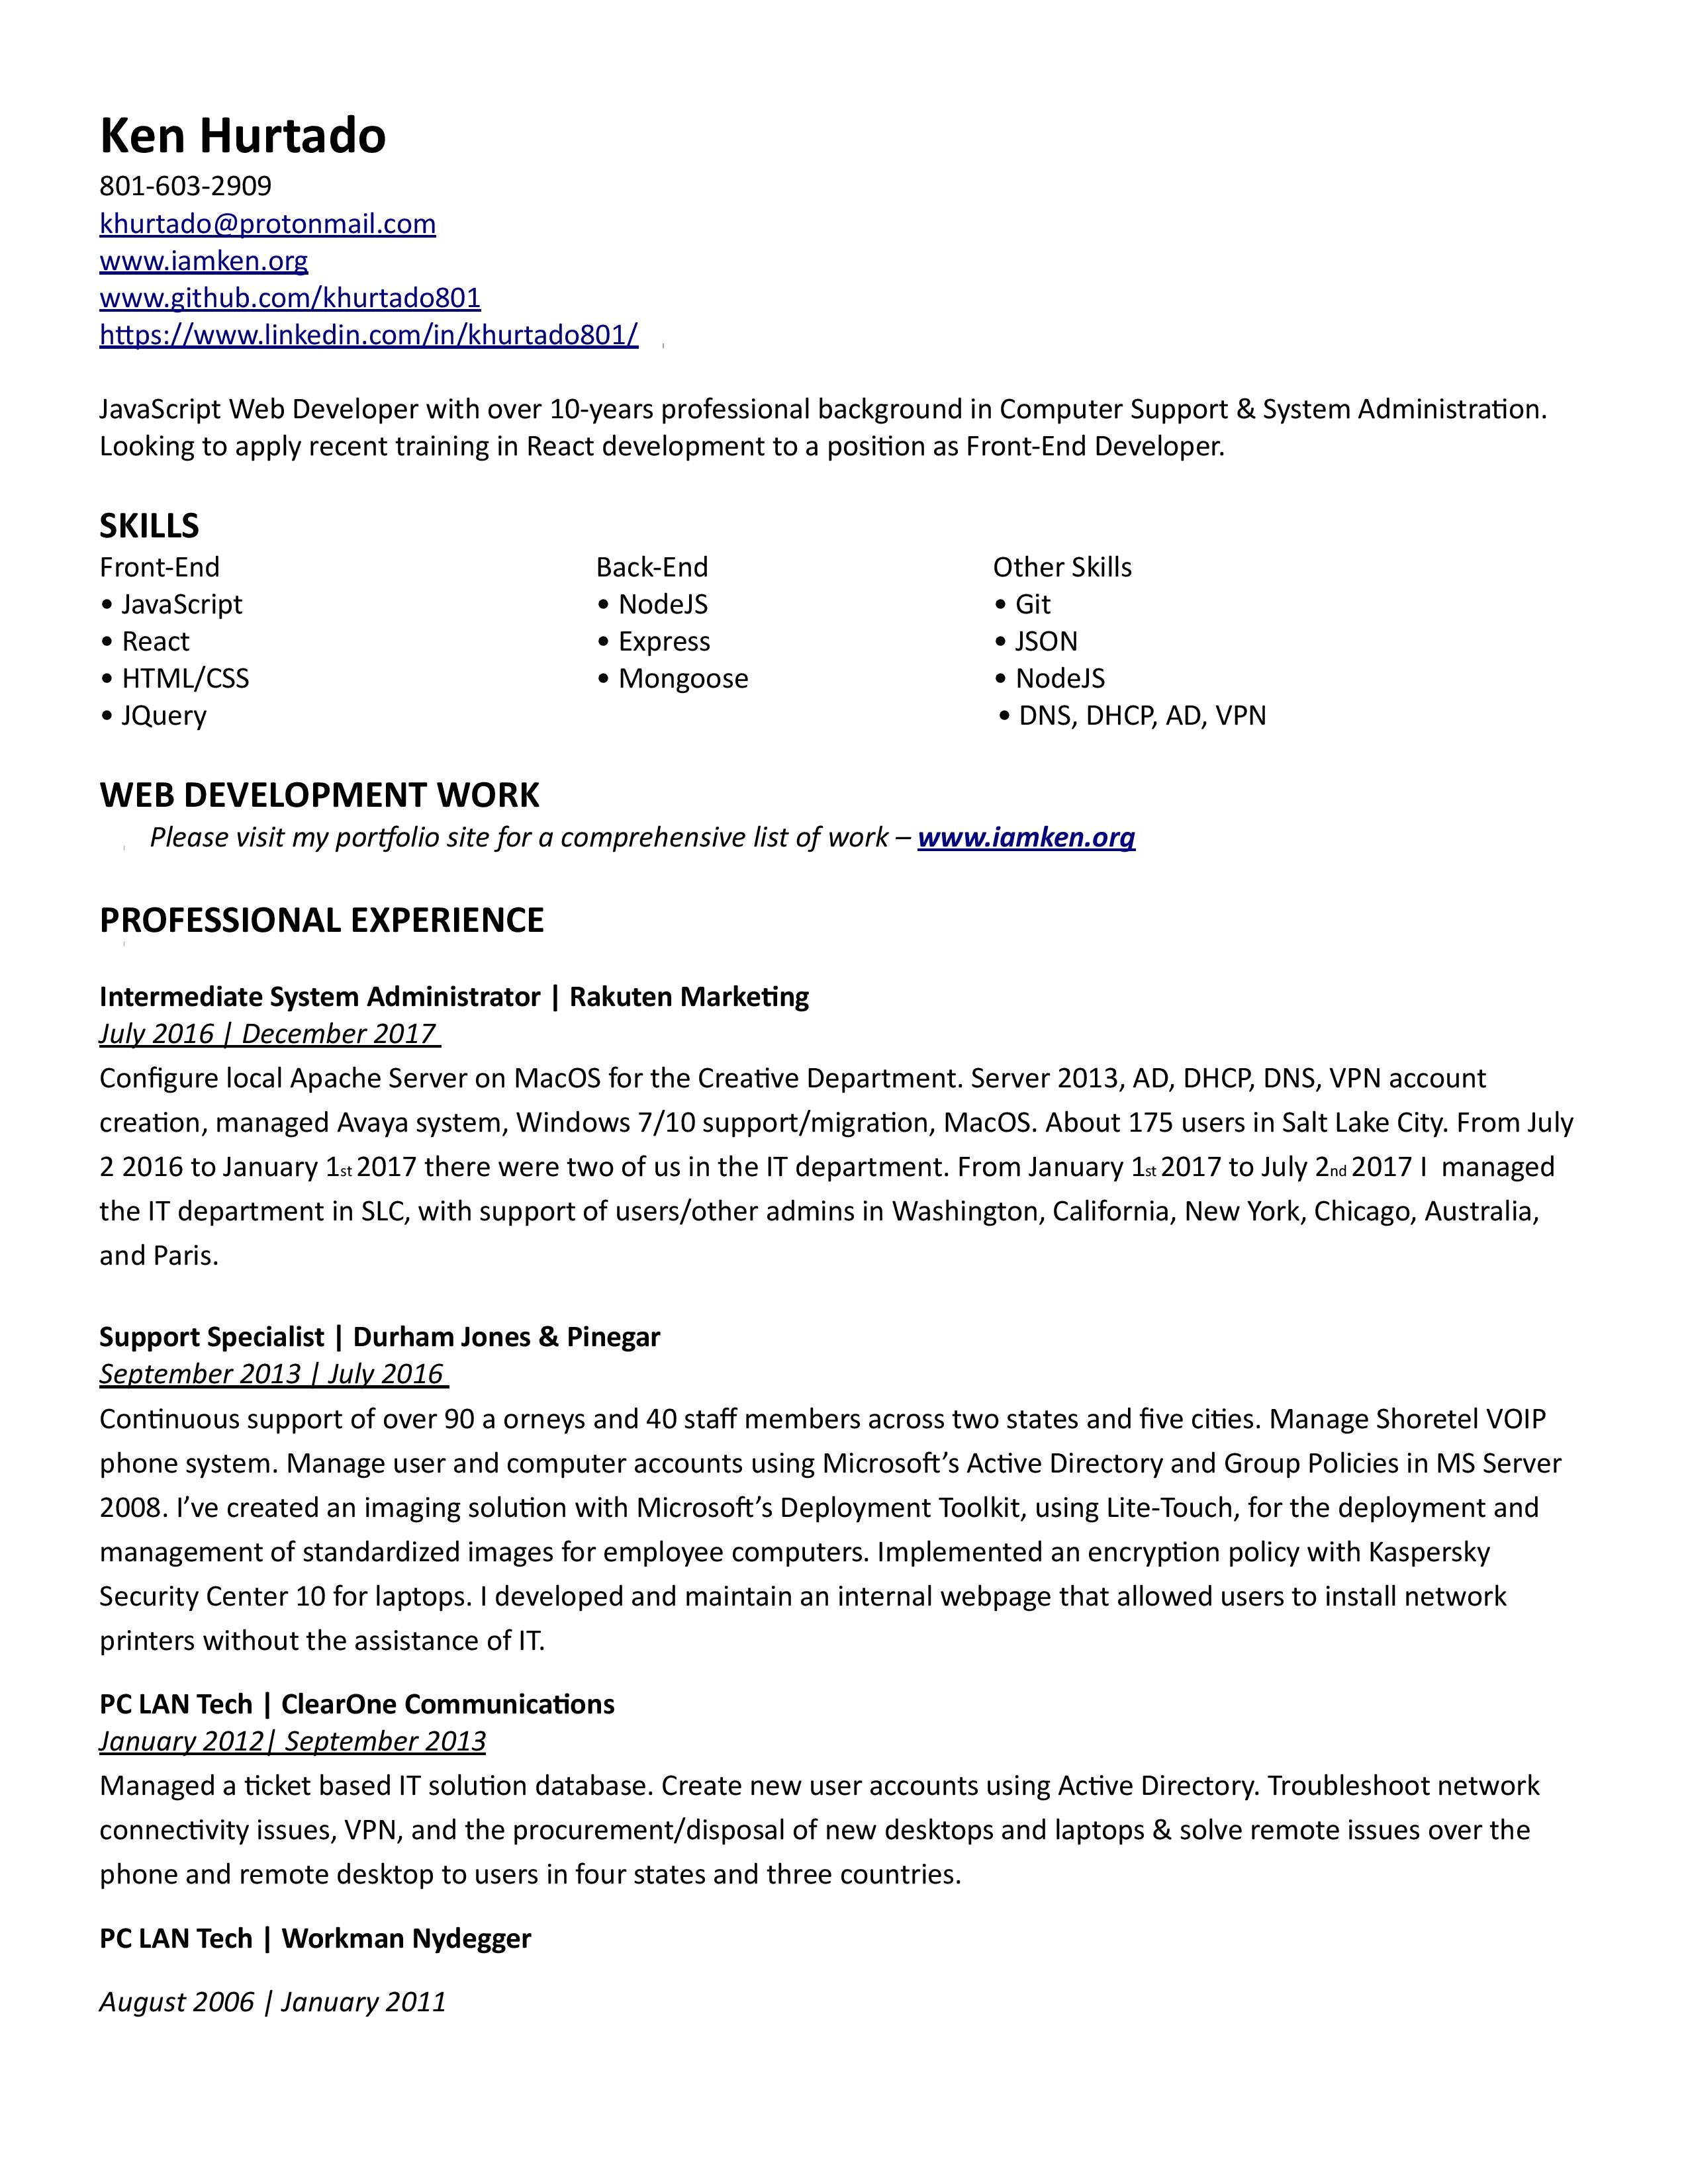 Ken Hurtado
801-603-2909
khurtado@protonmail.com
www.iamken.org
www.github.com/khurtado801
https://www.linkedin.com/in/khurtado801/
JavaScript Web Developer with over 10-years professional background in Computer Support & System Administration.
Looking to apply recent training in React development to a position as Front-End Developer.
SKILLS
Front-End Back-End Other Skills
• JavaScript • NodeJS • Git
• React • Express • JSON
• HTML/CSS • Mongoose • NodeJS
• JQuery • DNS, DHCP, AD, VPN
WEB DEVELOPMENT WORK
Please visit my portfolio site for a comprehensive list of work – www.iamken.org
PROFESSIONAL EXPERIENCE
Intermediate System Administrator | Rakuten Marketing
July 2016 | December 2017
Configure local Apache Server on MacOS for the Creative Department. Server 2013, AD, DHCP, DNS, VPN account
creation, managed Avaya system, Windows 7/10 support/migration, MacOS. About 175 users in Salt Lake City. From July
2 2016 to January 1st 2017 there were two of us in the IT department. From January 1st 2017 to July 2nd 2017 I managed
the IT department in SLC, with support of users/other admins in Washington, California, New York, Chicago, Australia,
and Paris.
Support Specialist | Durham Jones & Pinegar
September 2013 | July 2016
Continuous support of over 90 a orneys and 40 staff members across two states and five cities. Manage Shoretel VOIP
phone system. Manage user and computer accounts using Microsoft’s Active Directory and Group Policies in MS Server
2008. I’ve created an imaging solution with Microsoft’s Deployment Toolkit, using Lite-Touch, for the deployment and
management of standardized images for employee computers. Implemented an encryption policy with Kaspersky
Security Center 10 for laptops. I developed and maintain an internal webpage that allowed users to install network
printers without the assistance of IT.
PC LAN Tech | ClearOne Communications
January 2012| September 2013
Managed a ticket based IT solution database. Create new user accounts using Active Directory. Troubleshoot network
connectivity issues, VPN, and the procurement/disposal of new desktops and laptops & solve remote issues over the
phone and remote desktop to users in four states and three countries.
PC LAN Tech | Workman Nydegger
August 2006 | January 2011